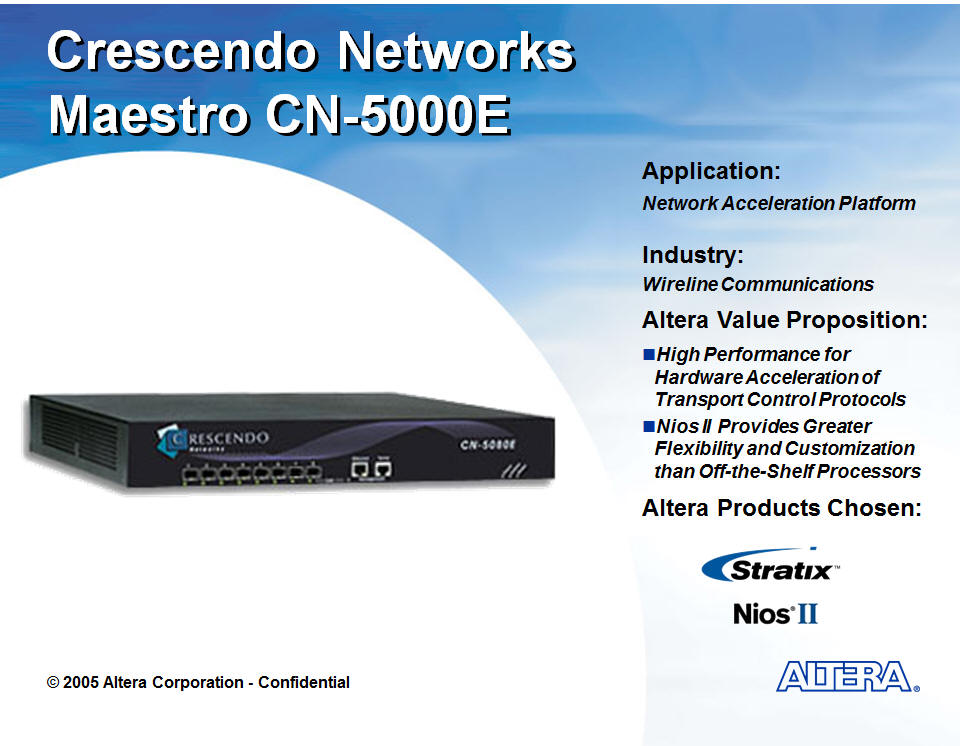 Crescendo Networks
Maestro CN-5000E
Application:
Network Acceleration Platform
Industry:
Wireline Communications
Altera Value Proposition:
■High Performance for
Hardware Acceleration of
Transport Control Protocols
■Nios II Provides Greater
Flexibility and Customization
than Off-the-Shelf Processors
Altera Products Chosen:
CRESCENDO
Networks
CN-5080E
Stratix™
Nios® II
© 2005 Altera Corporation - Confidential
ALTERA®